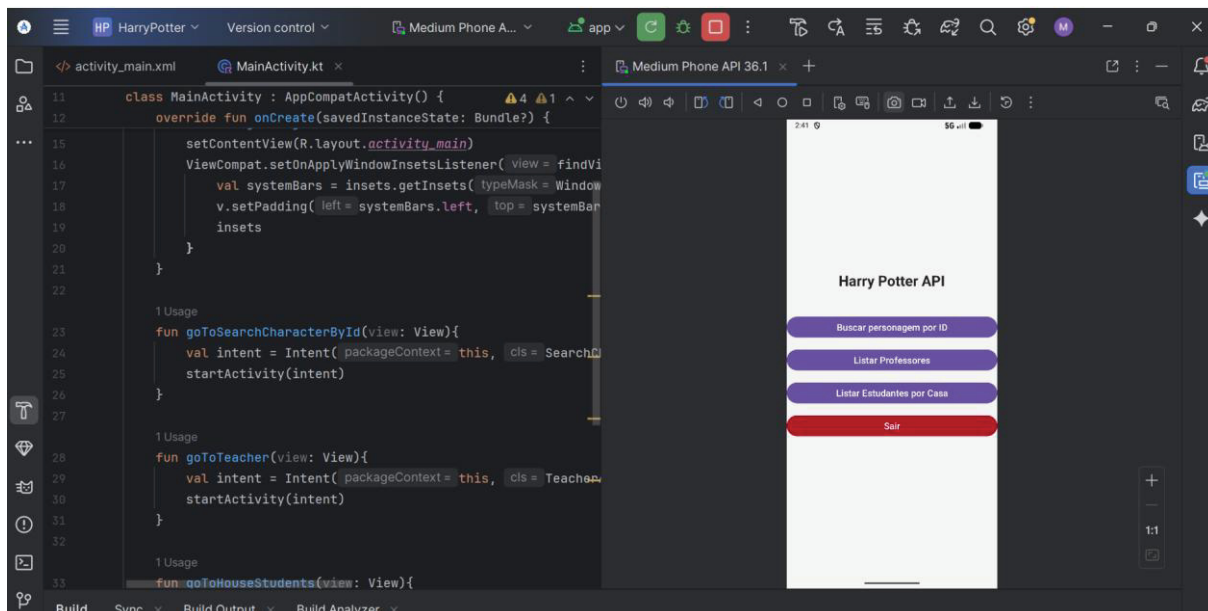 HP HarryPotter Version control Medium Phone A... app M
activity_main.xml MainActivity.kt
11 class MainActivity : AppCompatActivity() { 4 1
12 override fun onCreate(savedInstanceState: Bundle?) {
15 setContentView(R.layout.activity_main)
16 ViewCompat.setOnApplyWindowInsetsListener( view = findVi
17 val systemBars = insets.getInsets( typeMask = Window
18 v.setPadding( left = systemBars.left, top = systemBar
19 insets
20 }
21 }
22
1 Usage
23 fun goToSearchCharacterById(view: View){
24 val intent = Intent( packageContext = this, cls = SearchC
25 startActivity(intent)
26 }
27
1 Usage
28 fun goToTeacher(view: View){
29 val intent = Intent( packageContext = this, cls = Teacher
30 startActivity(intent)
31 }
32
1 Usage
33 fun goToHouseStudents(view: View){
Build Sync Build Output Build Analyzer
Medium Phone API 36.1
2:41 5G
Harry Potter API
Buscar personagem por ID
Listar Professores
Listar Estudantes por Casa
Sair
1:1